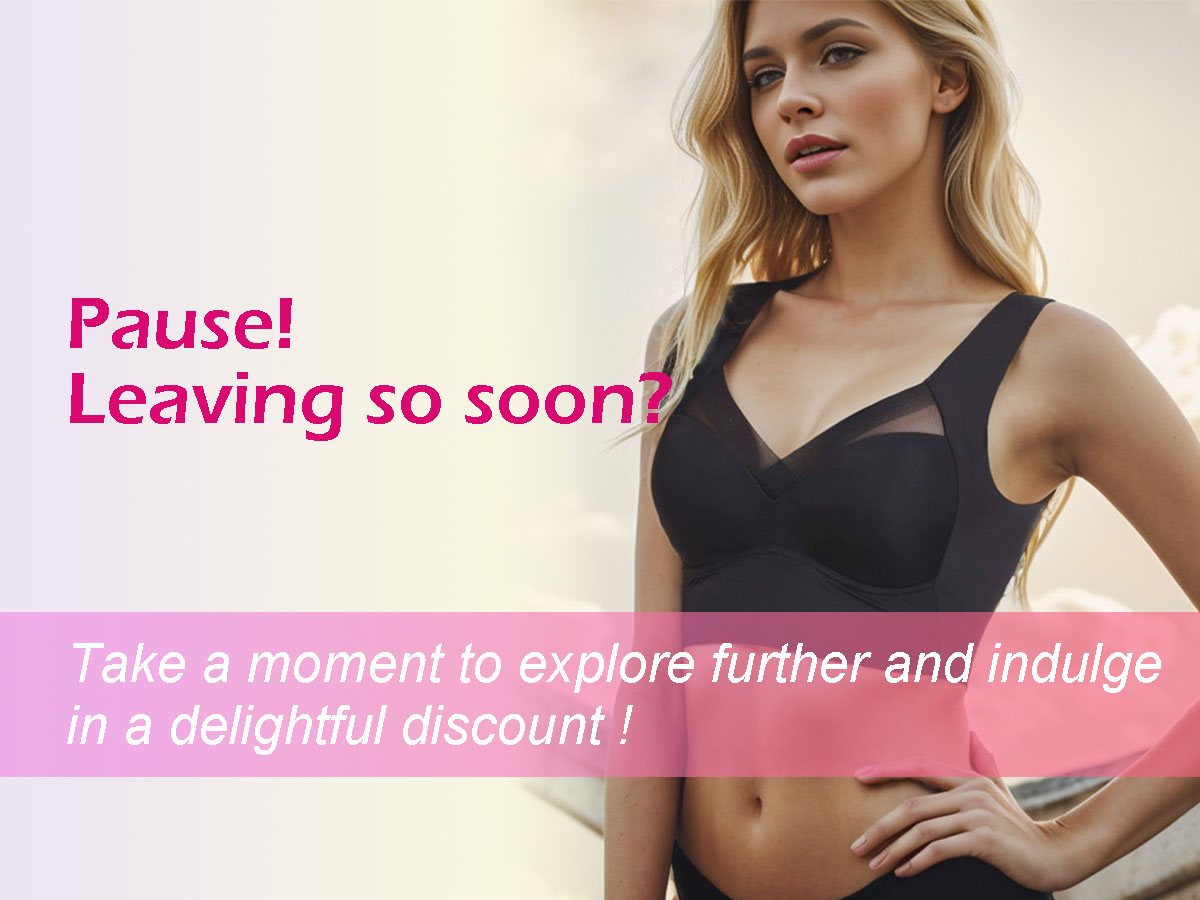 Pause!
Leaving so soon?
Take a moment to explore further and indulge
in a delightful discount !